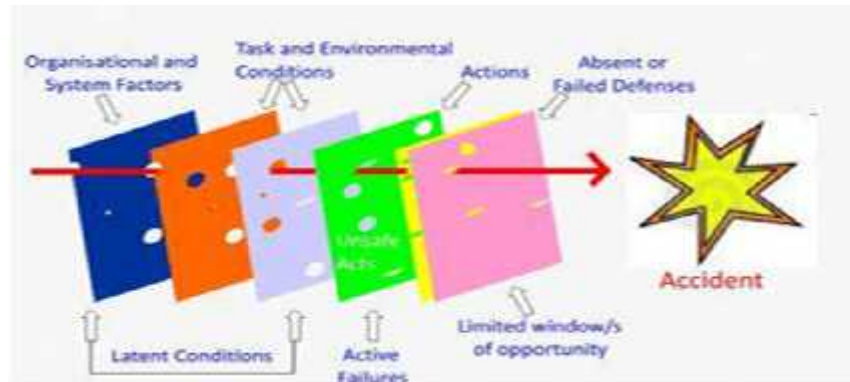 Organisational and
System Factors
Task and Environmental
Conditions
Actions
Absent or
Failed Defenses
Unsafe
Acts
Accident
Latent Conditions
Active
Failures
Limited window/s
of opportunity